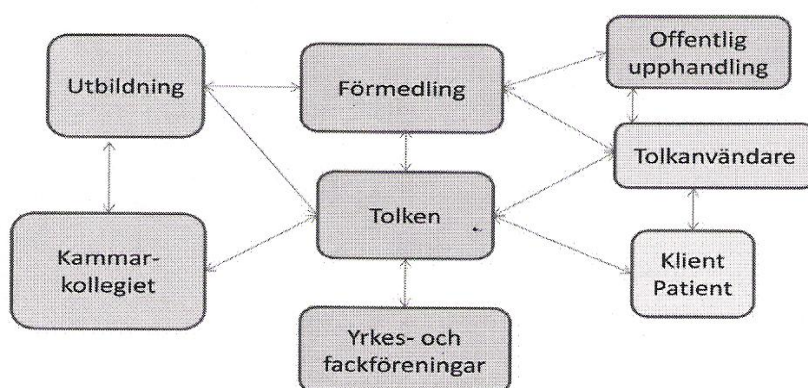 Utbildning
Förmedling
Offentlig
upphandling
Tolkanvändare
Tolken
Kammar-
kollegiet
Klient
Patient
Yrkes- och
fackföreningar